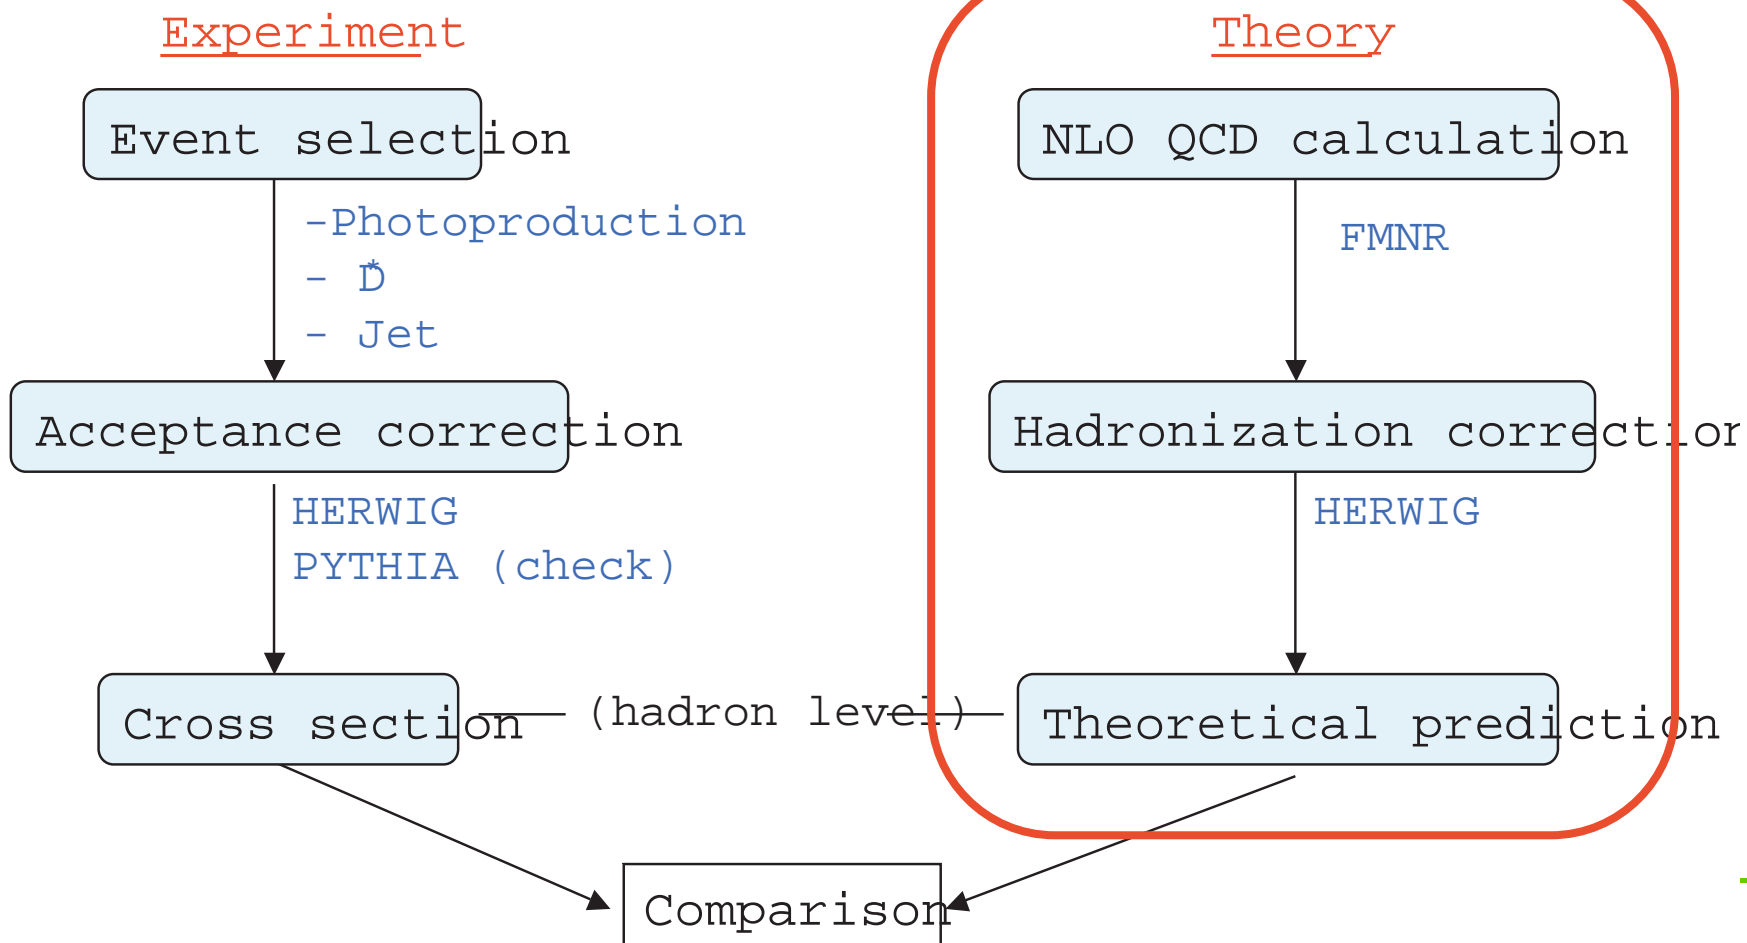 Experiment
Theory
Event selection
NLO QCD calculation
-Photoproduction
- D*
- Jet
FMNR
Acceptance correction
Hadronization correction
HERWIG
PYTHIA (check)
HERWIG
Cross section
(hadron level)
Theoretical prediction
Comparison